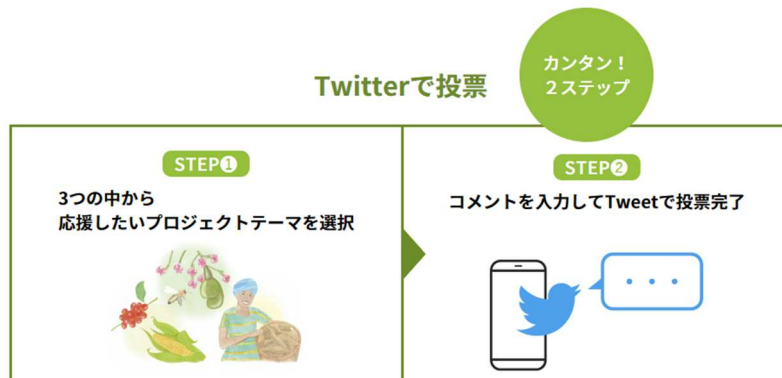 Twitterで投票
カンタン！
２ステップ
STEP❶
3つの中から
応援したいプロジェクトテーマを選択
STEP❷
コメントを入力してTweetで投票完了